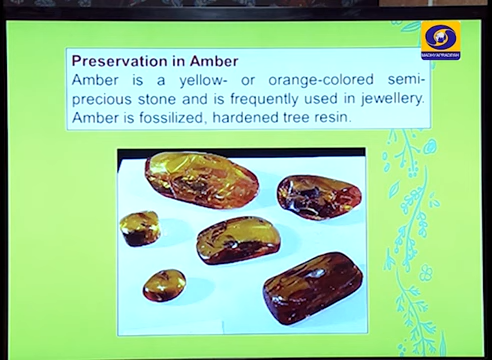 Preservation in Amber
Amber is a yellow- or orange-colored semi-
precious stone and is frequently used in jewellery.
Amber is fossilized, hardened tree resin.
MADHYAPRADESH